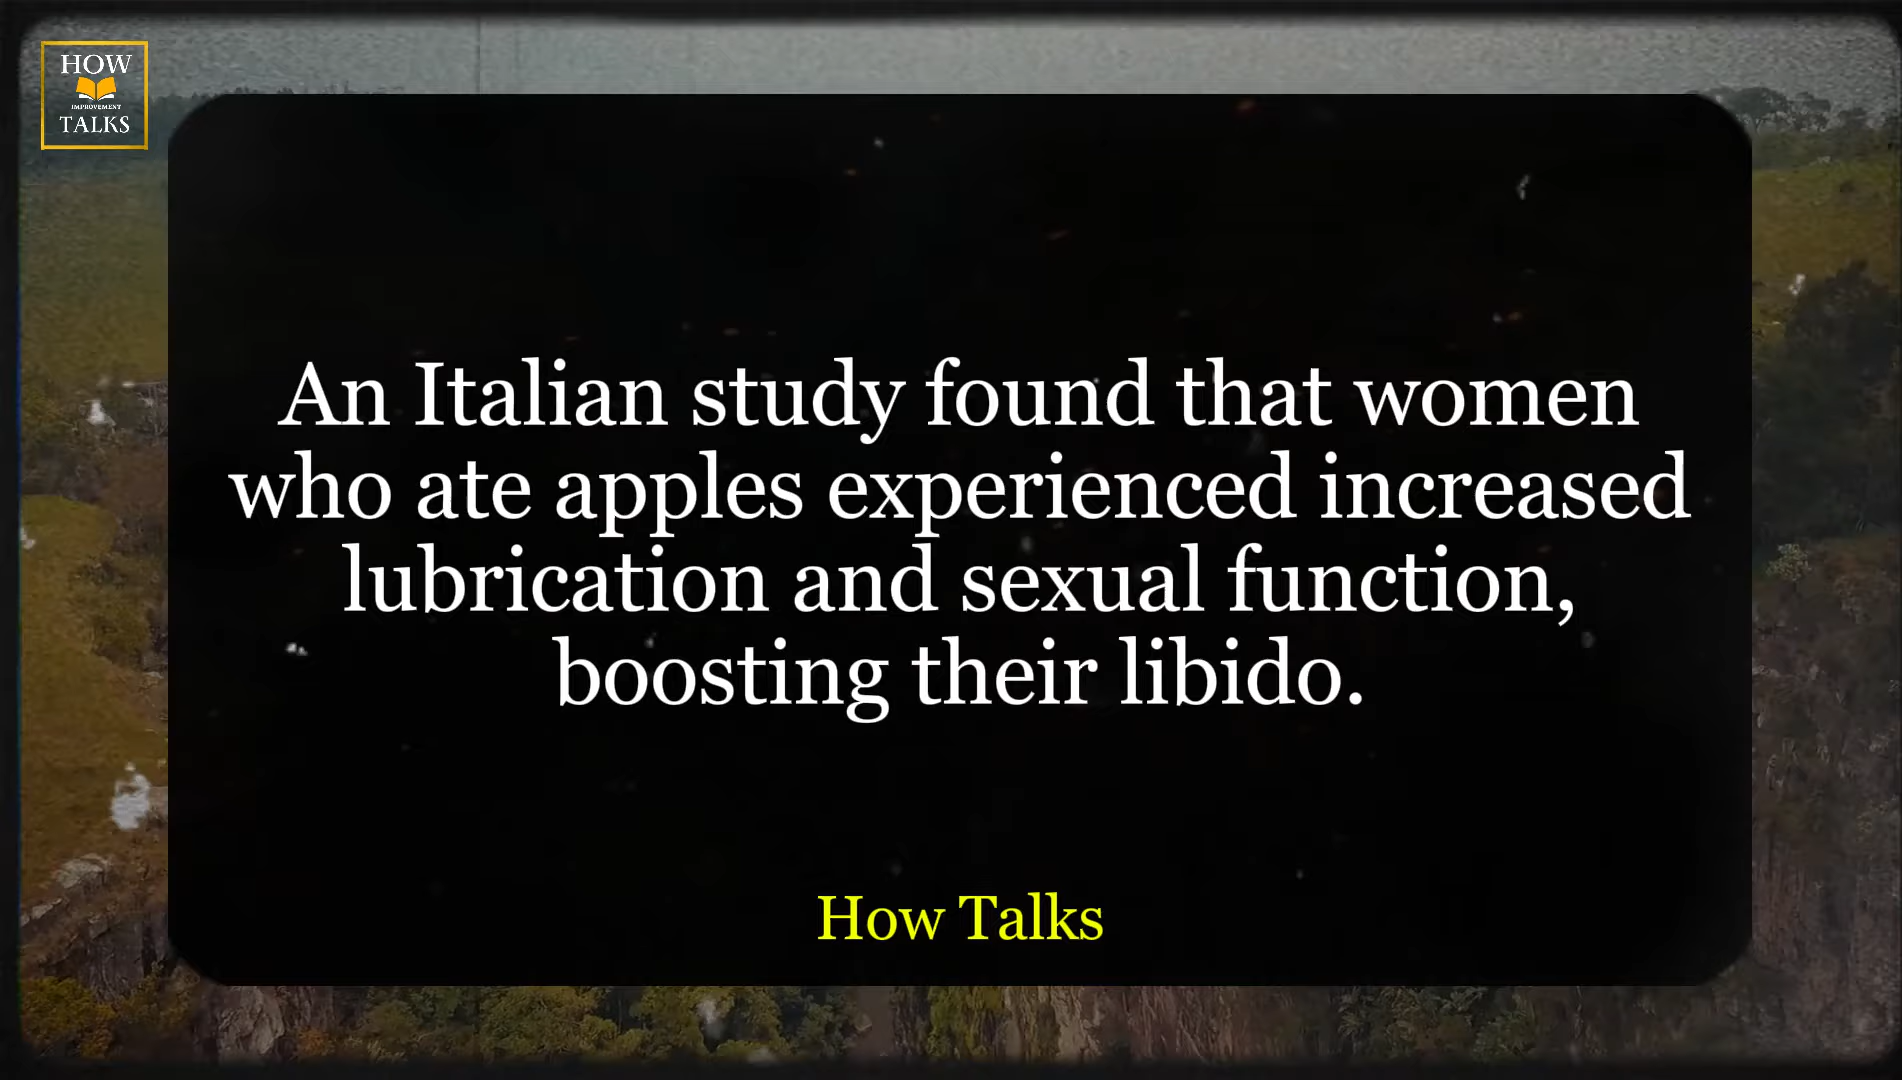 HOW
IMPROVEMENT
TALKS
An Italian study found that women
who ate apples experienced increased
lubrication and sexual function,
boosting their libido.
How Talks